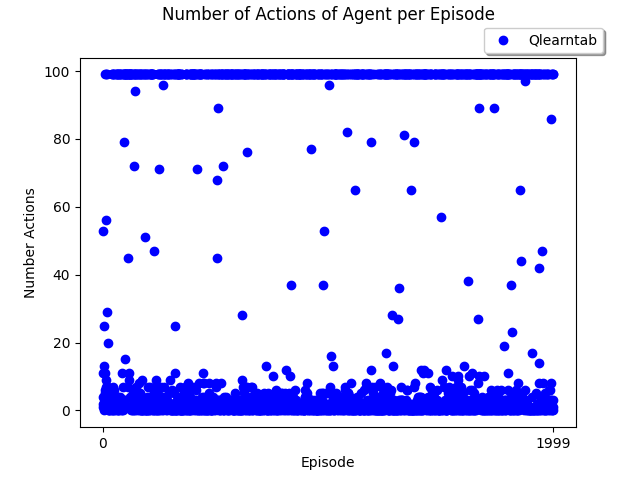 Number of Actions of Agent per Episode
Qlearntab
100
80
60
40
20
0
Number Actions
0
1999
Episode